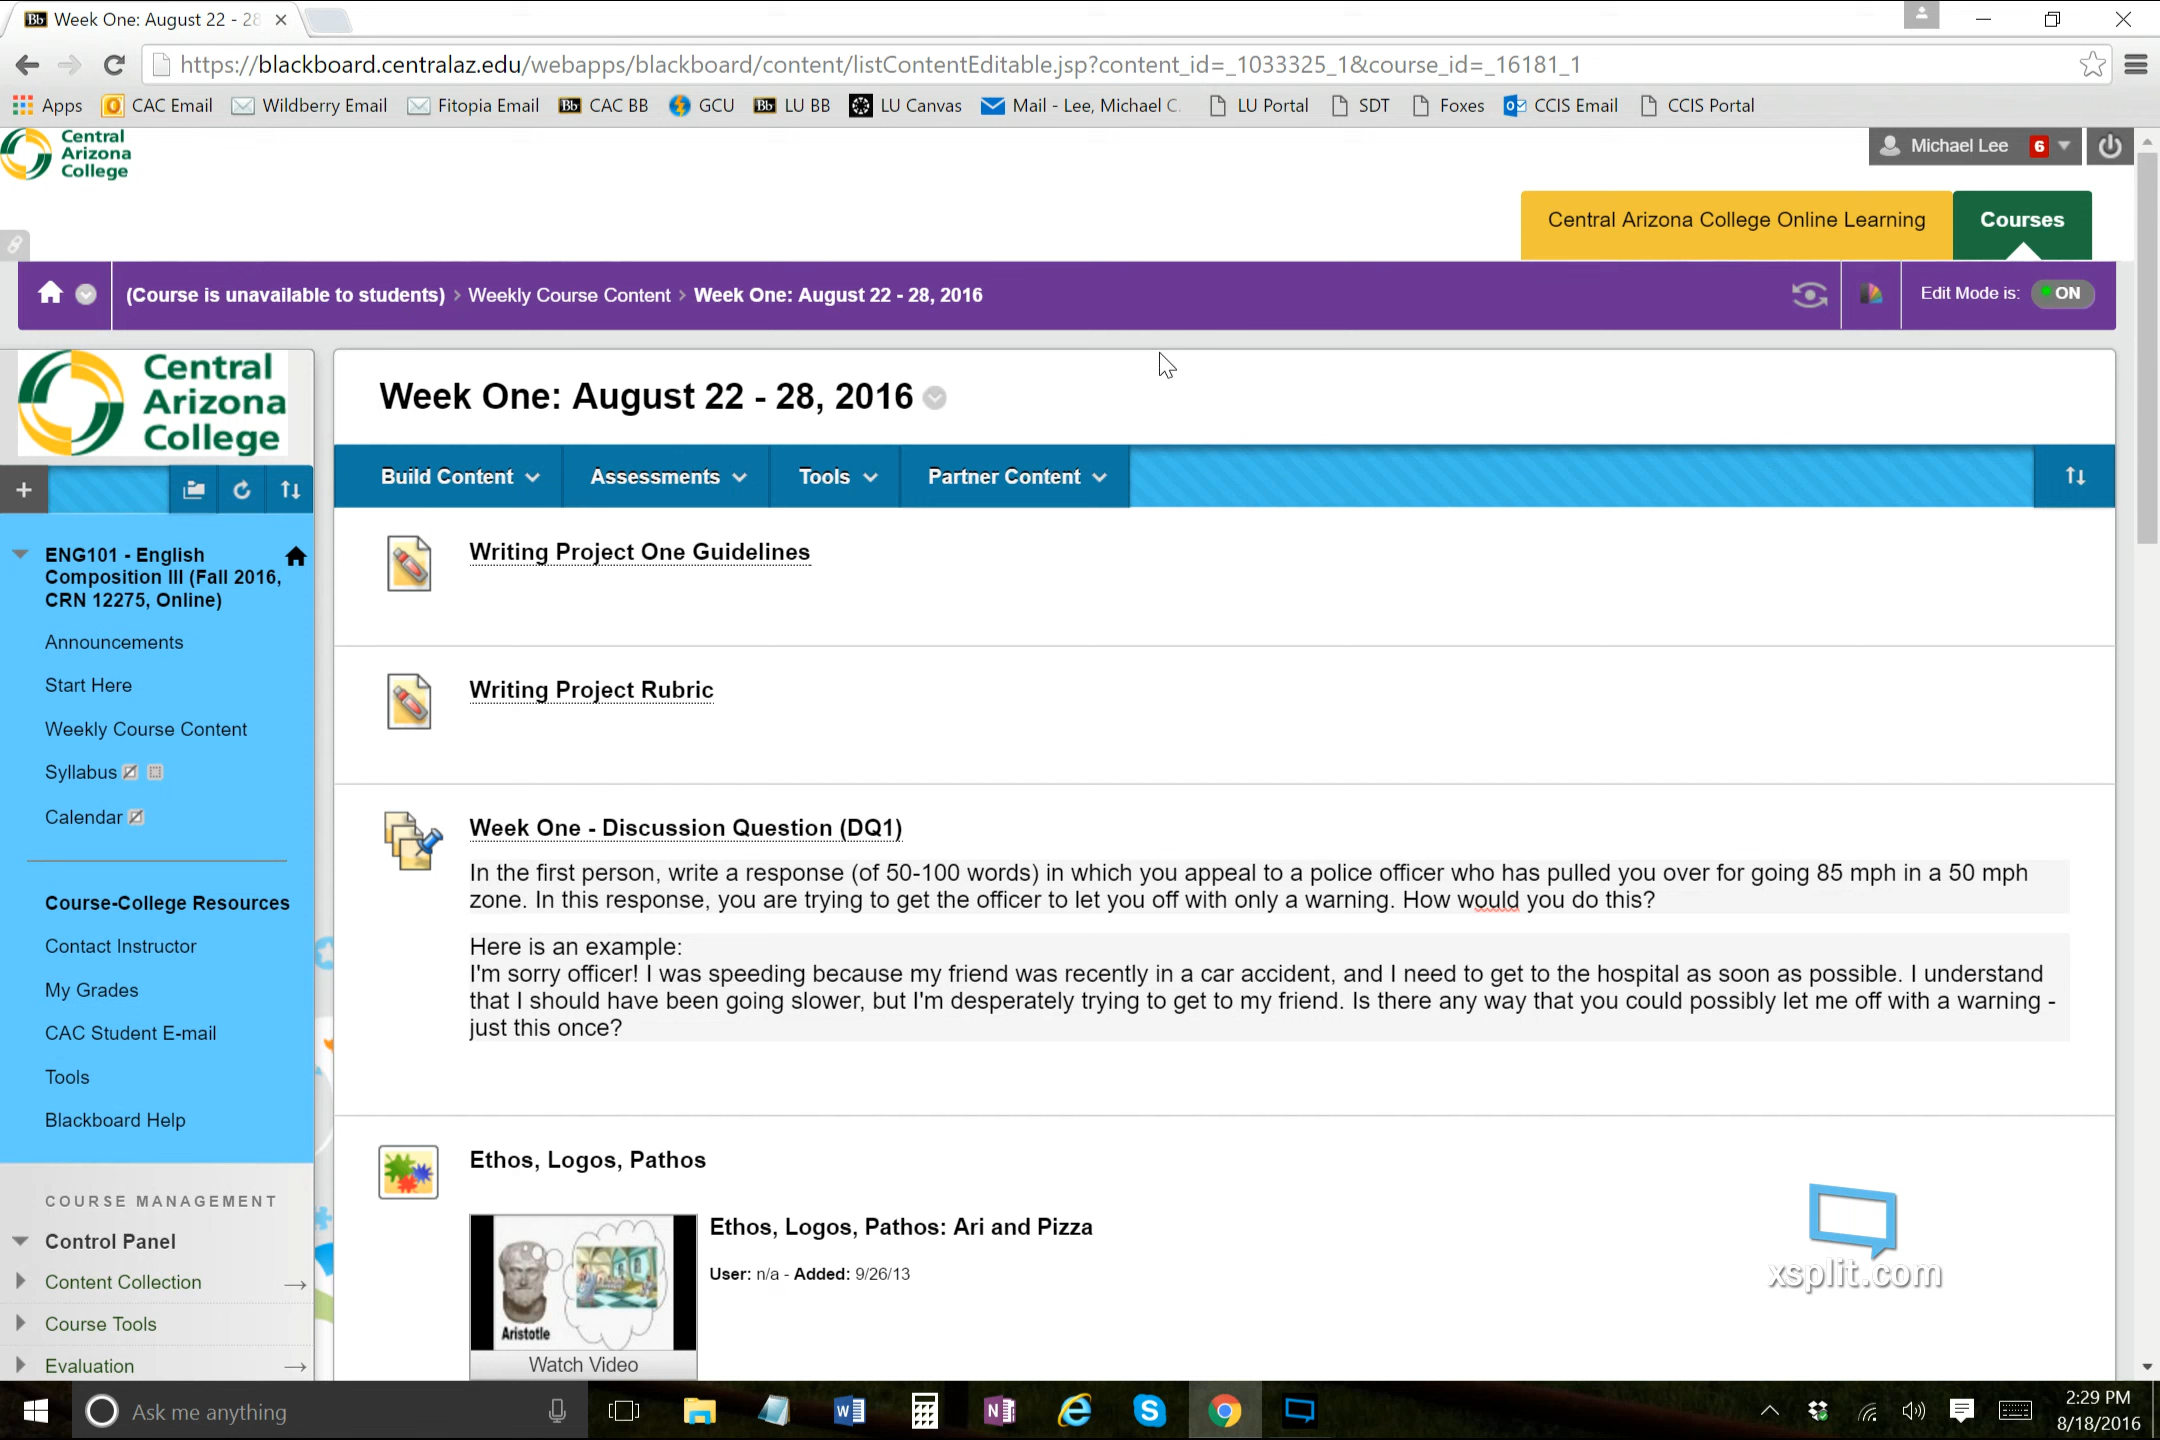 Week One: August 22 - 28
https://blackboard.centralaz.edu/webapps/blackboard/content/listContentEditable.jsp?content_id=_1033325_1&course_id=_16181_1
Apps CAC Email Wildberry Email Fitopia Email Bb CAC BB GCU Bb LU BB LU Canvas Mail - Lee, Michael C. LU Portal SDT Foxes CCIS Email CCIS Portal
Central
Arizona
College
Michael Lee 6
Central Arizona College Online Learning Courses
(Course is unavailable to students) > Weekly Course Content > Week One: August 22 - 28, 2016
Edit Mode is: ON
Central
Arizona
College
ENG101 - English
Composition III (Fall 2016,
CRN 12275, Online)
Announcements
Start Here
Weekly Course Content
Syllabus
Calendar
Course-College Resources
Contact Instructor
My Grades
CAC Student E-mail
Tools
Blackboard Help
COURSE MANAGEMENT
Control Panel
Content Collection
Course Tools
Evaluation
Week One: August 22 - 28, 2016
Build Content Assessments Tools Partner Content
Writing Project One Guidelines
Writing Project Rubric
Week One - Discussion Question (DQ1)
In the first person, write a response (of 50-100 words) in which you appeal to a police officer who has pulled you over for going 85 mph in a 50 mph
zone. In this response, you are trying to get the officer to let you off with only a warning. How would you do this?
Here is an example:
I'm sorry officer! I was speeding because my friend was recently in a car accident, and I need to get to the hospital as soon as possible. I understand
that I should have been going slower, but I'm desperately trying to get to my friend. Is there any way that you could possibly let me off with a warning -
just this once?
Ethos, Logos, Pathos
Aristotle
Watch Video
Ethos, Logos, Pathos: Ari and Pizza
User: n/a - Added: 9/26/13
xsplit.com
Ask me anything
2:29 PM
8/18/2016